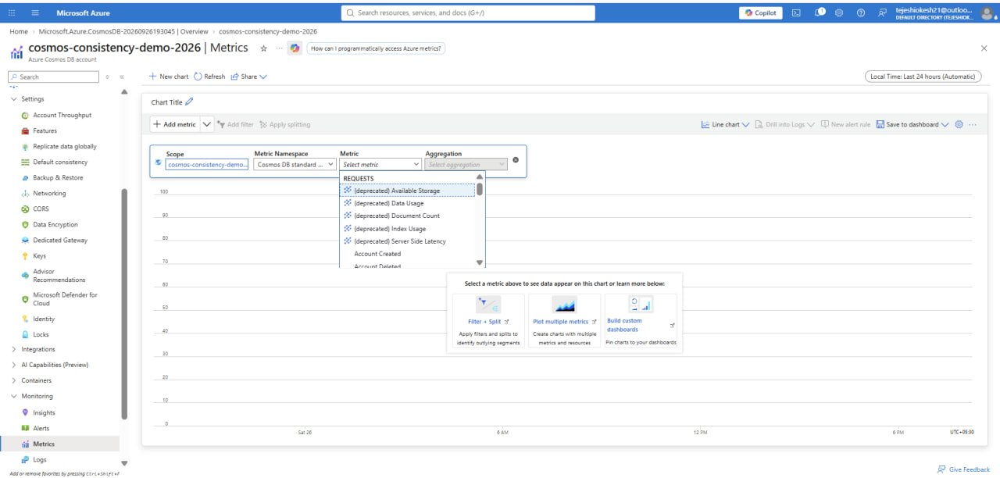 Microsoft Azure
Search resources, services, and docs (G+/)
Copilot
1
tejeshiokesh21@outloo...
DEFAULT DIRECTORY (TEJESHIOK...
Home > Microsoft.Azure.CosmosDB-20260926193045 | Overview > cosmos-consistency-demo-2026
cosmos-consistency-demo-2026 | Metrics
How can I programmatically access Azure metrics?
Azure Cosmos DB account
Search
New chart
Refresh
Share
Local Time: Last 24 hours (Automatic)
Settings
Account Throughput
Features
Replicate data globally
Default consistency
Backup & Restore
Networking
CORS
Data Encryption
Dedicated Gateway
Keys
Advisor
Recommendations
Microsoft Defender for
Cloud
Identity
Locks
Integrations
AI Capabilities (Preview)
Containers
Monitoring
Insights
Alerts
Metrics
Logs
Add or remove favorites by pressing Ctrl+Shift+F
Chart Title
Add metric
Add filter
Apply splitting
Line chart
Drill into Logs
New alert rule
Save to dashboard
Scope
cosmos-consistency-demo...
Metric Namespace
Cosmos DB standard ...
Metric
Select metric
Aggregation
Select aggregation
REQUESTS
(deprecated) Available Storage
(deprecated) Data Usage
(deprecated) Document Count
(deprecated) Index Usage
(deprecated) Server Side Latency
Account Created
Account Deleted
100
90
80
70
60
50
40
30
20
10
0
Select a metric above to see data appear on this chart or learn more below:
Filter + Split
Apply filters and splits to
identify outlying segments
Plot multiple metrics
Create charts with multiple
metrics and resources
Build custom
dashboards
Pin charts to your dashboards
Sat 26
6 AM
12 PM
6 PM
UTC+05:30
Give Feedback